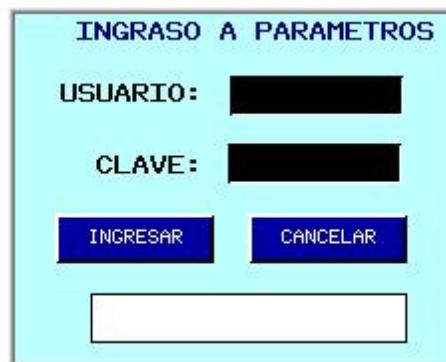 INGRASO A PARAMETROS
USUARIO:
CLAVE:
INGRESAR CANCELAR